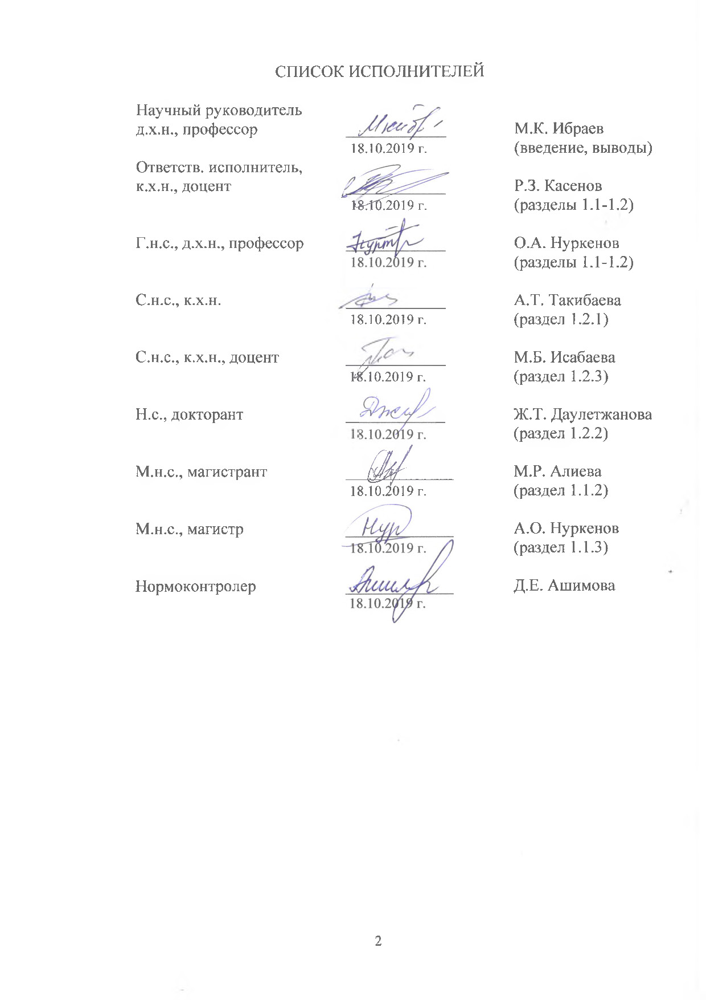 СПИСОК ИСПОЛНИТЕЛЕЙ
Научный руководитель
д.х.н., профессор
М.К. Ибраев
18.10.2019 г.
(введение, выводы)
Ответств. исполнитель,
к.х.н., доцент
Р.З. Касенов
18.10.2019 г.
(разделы 1.1-1.2)
Г.н.с., д.х.н., профессор
О.А. Нуркенов
18.10.2019 г.
(разделы 1.1-1.2)
С.н.с., к.х.н.
А.Т. Такибаева
18.10.2019 г.
(раздел 1.2.1)
С.н.с., к.х.н., доцент
М.Б. Исабаева
18.10.2019 г.
(раздел 1.2.3)
Н.с., докторант
Ж.Т. Даулетжанова
18.10.2019 г.
(раздел 1.2.2)
М.н.с., магистрант
М.Р. Алиева
18.10.2019 г.
(раздел 1.1.2)
М.н.с., магистр
А.О. Нуркенов
18.10.2019 г.
(раздел 1.1.3)
Нормоконтролер
Д.Е. Ашимова
18.10.2019 г.
2